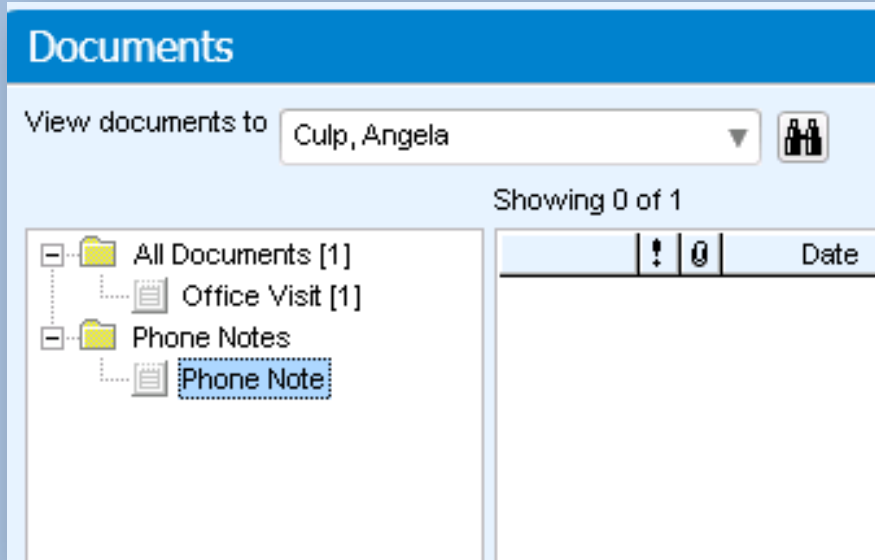 Documents
View documents to Culp, Angela
Showing 0 of 1
! Date
All Documents [1]
Office Visit [1]
Phone Notes
Phone Note